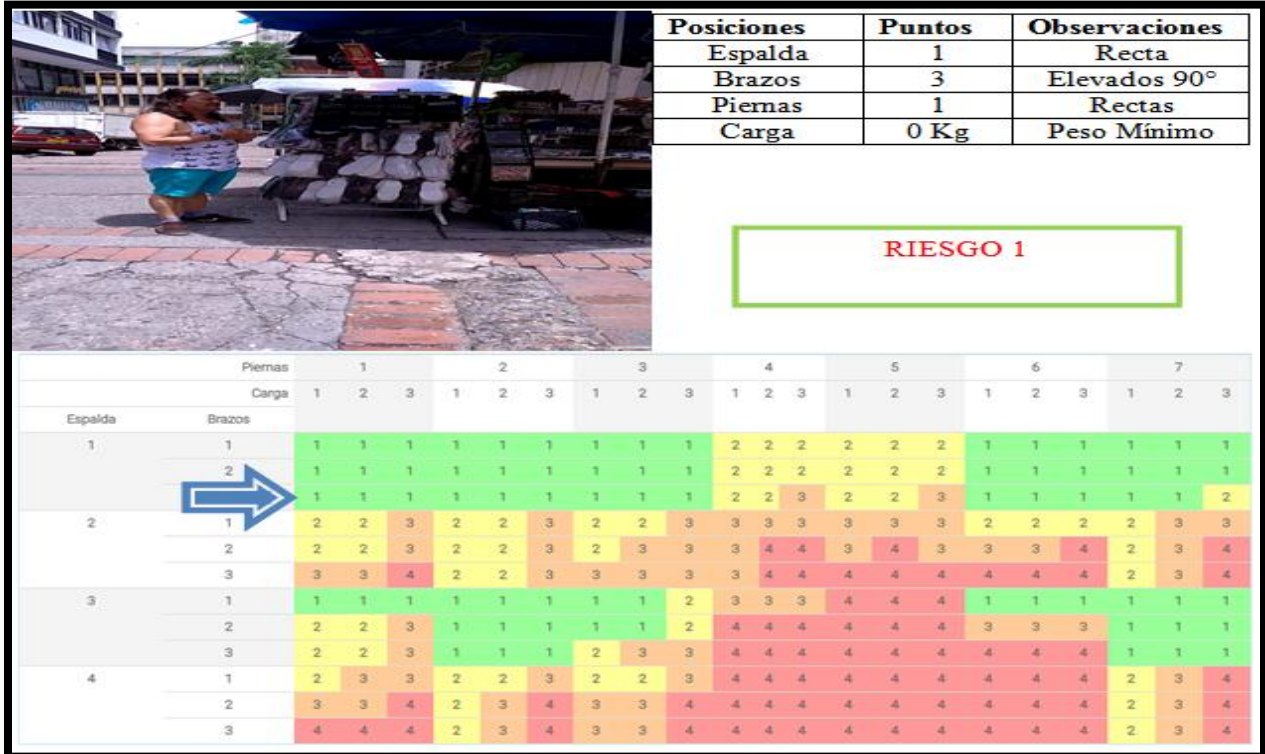 Posiciones Puntos Observaciones
Espalda 1 Recta
Brazos 3 Elevados 90°
Piernas 1 Rectas
Carga 0 Kg Peso Mínimo
RIESGO 1
Piernas 1 2 3 4 5 6 7
Carga 1 2 3 1 2 3 1 2 3 1 2 3 1 2 3 1 2 3 1 2 3
Espalda Brazos
1 1 1 1 1 1 1 1 1 1 1 2 2 2 2 2 2 1 1 1 1 1 1
2 1 1 1 1 1 1 1 1 1 2 2 2 2 2 2 1 1 1 1 1 1
1 1 1 1 1 1 1 1 1 2 2 3 2 2 3 1 1 1 1 1 2
2 1 2 2 3 2 2 3 2 2 3 3 3 3 3 3 3 2 2 2 2 3 3
2 2 2 3 2 2 3 2 3 3 3 4 4 3 4 3 3 3 4 2 3 4
3 3 3 4 2 2 3 3 3 3 3 4 4 4 4 4 4 4 4 2 3 4
3 1 1 1 1 1 1 1 1 1 2 3 3 3 4 4 4 1 1 1 1 1 1
2 2 2 3 1 1 1 1 1 2 4 4 4 4 4 4 3 3 3 1 1 1
3 2 2 3 1 1 1 2 3 3 4 4 4 4 4 4 4 4 4 1 1 1
4 1 2 3 3 2 2 3 2 2 3 4 4 4 4 4 4 4 4 4 2 3 4
2 3 3 4 2 3 4 3 3 4 4 4 4 4 4 4 4 4 4 2 3 4
3 4 4 4 2 3 4 3 3 4 4 4 4 4 4 4 4 4 4 2 3 4